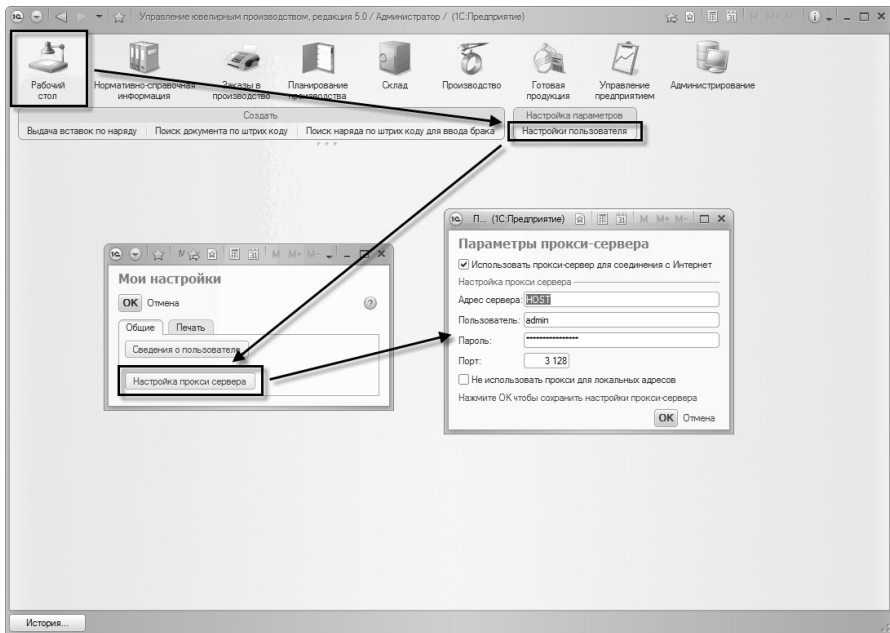 Управление ювелирным производством, редакция 5.0 / Администратор / (1С:Предприятие)
M M+ M-
Рабочий стол
Нормативно-справочная информация
Заказы в производство
Планирование производства
Склад
Производство
Готовая продукция
Управление предприятием
Администрирование
Создать
Настройка параметров
Выдача вставок по наряду
Поиск документа по штрих коду
Поиск наряда по штрих коду для ввода брака
Настройки пользователя
П... (1С:Предприятие) M M+ M-
Параметры прокси-сервера
Использовать прокси-сервер для соединения с Интернет
Настройка прокси сервера
Адрес сервера: HOST
Пользователь: admin
Пароль: ****************
Порт: 3 128
Не использовать прокси для локальных адресов
Нажмите ОК чтобы сохранить настройки прокси-сервера
ОК Отмена
M M+ M-
Мои настройки
ОК Отмена
Общие Печать
Сведения о пользователе
Настройка прокси сервера
История...